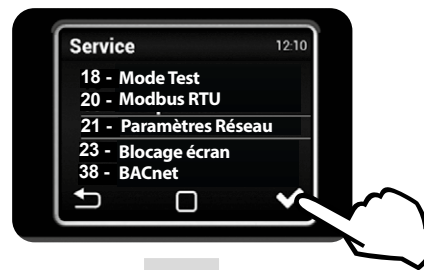 Service 12:10
18 - Mode Test
20 - Modbus RTU
21 - Paramètres Réseau
23 - Blocage écran
38 - BACnet